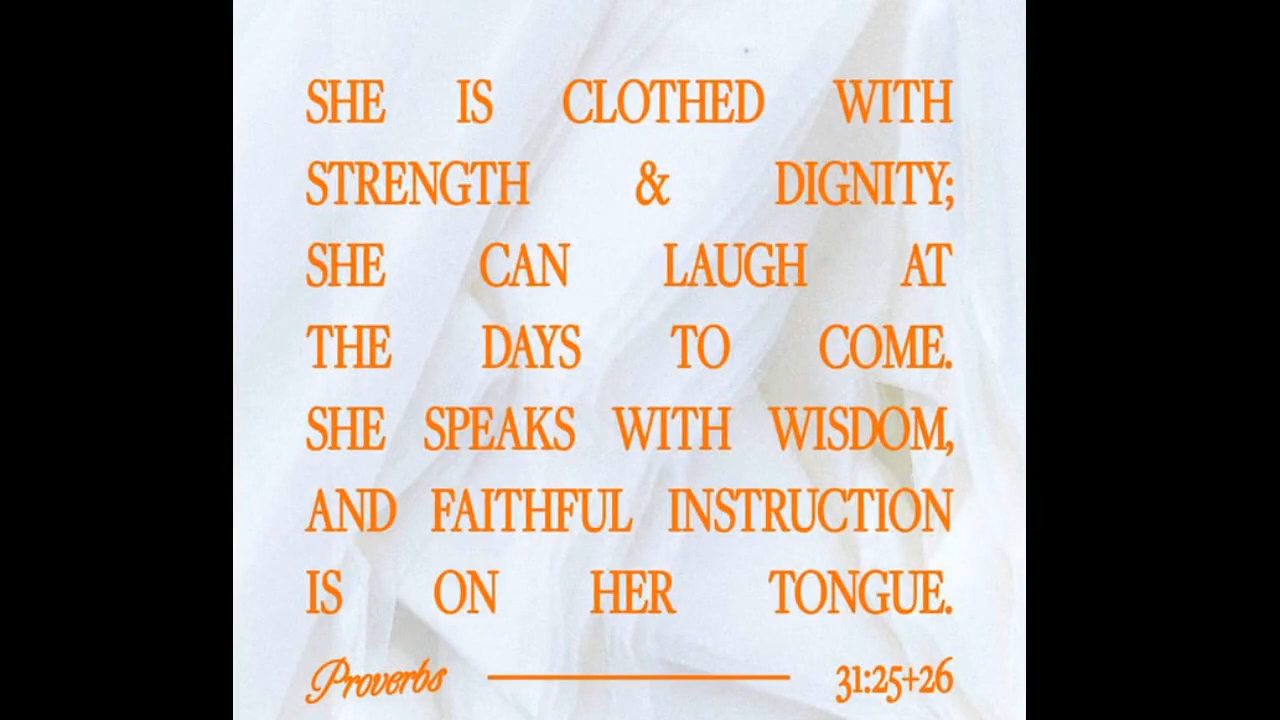 SHE IS CLOTHED WITH
STRENGTH & DIGNITY;
SHE CAN LAUGH AT
THE DAYS TO COME.
SHE SPEAKS WITH WISDOM,
AND FAITHFUL INSTRUCTION
IS ON HER TONGUE.
Proverbs 31:25+26